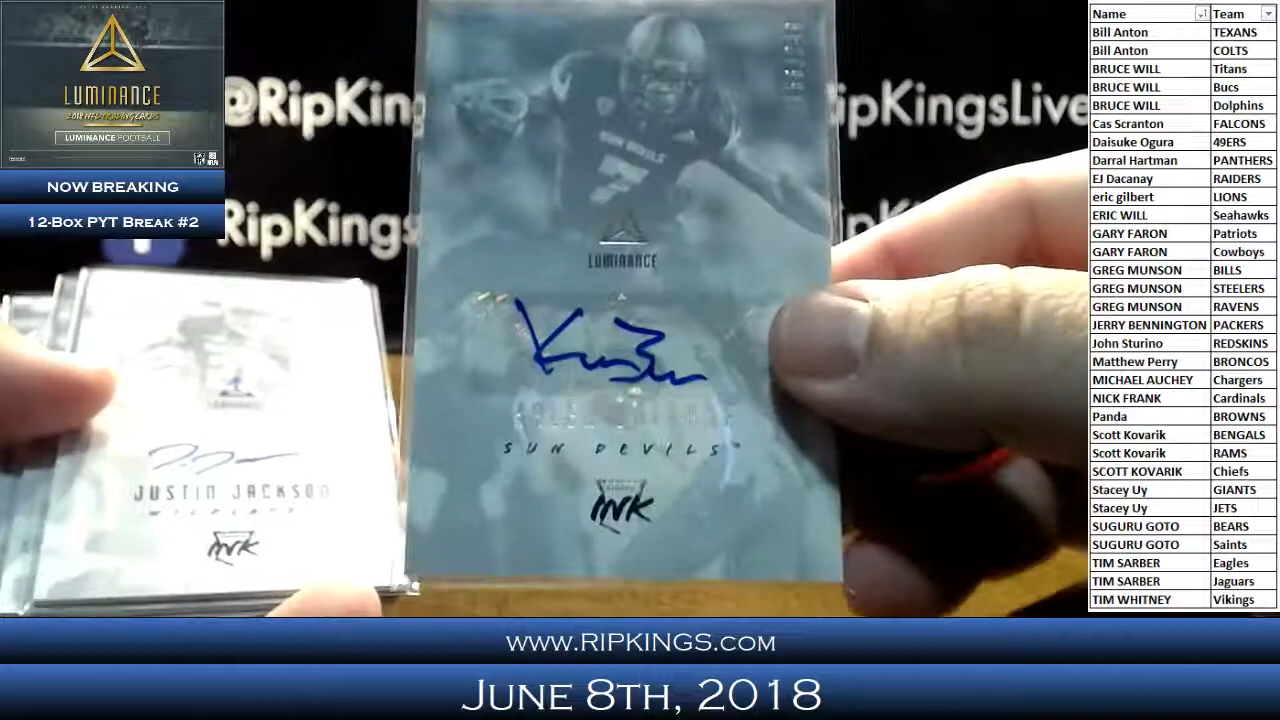 LUMINANCE
2018 NFL TRADING CARDS
LUMINANCE FOOTBALL
NOW BREAKING
12-BOX PYT BREAK #2
@RipKing
ipKingsLive
RipKings
RipKings
SUN DEVILS
7
LUMINANCE
SUN DEVILS
INK
JUSTIN JACKSON
WILDCATS
INK
Name Team
Bill Anton TEXANS
Bill Anton COLTS
BRUCE WILL Titans
BRUCE WILL Bucs
BRUCE WILL Dolphins
Cas Scranton FALCONS
Daisuke Ogura 49ERS
Darral Hartman PANTHERS
EJ Dacanay RAIDERS
eric gilbert LIONS
ERIC WILL Seahawks
GARY FARON Patriots
GARY FARON Cowboys
GREG MUNSON BILLS
GREG MUNSON STEELERS
GREG MUNSON RAVENS
JERRY BENNINGTON PACKERS
John Sturino REDSKINS
Matthew Perry BRONCOS
MICHAEL AUCHEY Chargers
NICK FRANK Cardinals
Panda BROWNS
Scott Kovarik BENGALS
Scott Kovarik RAMS
SCOTT KOVARIK Chiefs
Stacey Uy GIANTS
Stacey Uy JETS
SUGURU GOTO BEARS
SUGURU GOTO Saints
TIM SARBER Eagles
TIM SARBER Jaguars
TIM WHITNEY Vikings
WWW.RIPKINGS.COM
JUNE 8TH, 2018